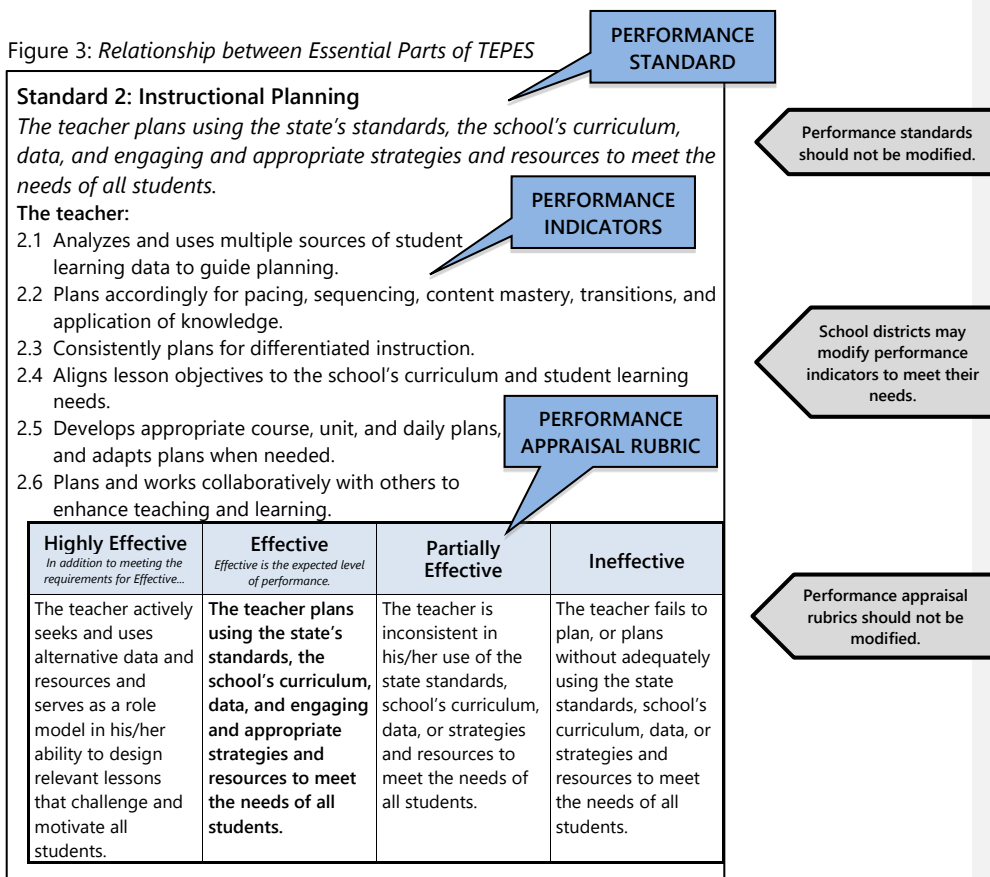 Figure 3: Relationship between Essential Parts of TEPES
PERFORMANCE
STANDARD
Standard 2: Instructional Planning
The teacher plans using the state’s standards, the school’s curriculum,
data, and engaging and appropriate strategies and resources to meet the
needs of all students.
Performance standards
should not be modified.
The teacher:
PERFORMANCE
INDICATORS
2.1 Analyzes and uses multiple sources of student
learning data to guide planning.
2.2 Plans accordingly for pacing, sequencing, content mastery, transitions, and
application of knowledge.
2.3 Consistently plans for differentiated instruction.
2.4 Aligns lesson objectives to the school’s curriculum and student learning
needs.
School districts may
modify performance
indicators to meet their
needs.
2.5 Develops appropriate course, unit, and daily plans,
and adapts plans when needed.
2.6 Plans and works collaboratively with others to
enhance teaching and learning.
PERFORMANCE
APPRAISAL RUBRIC
Highly Effective
In addition to meeting the
requirements for Effective...
Effective
Effective is the expected level
of performance.
Partially
Effective
Ineffective
The teacher actively
seeks and uses
alternative data and
resources and
serves as a role
model in his/her
ability to design
relevant lessons
that challenge and
motivate all
students.
The teacher plans
using the state’s
standards, the
school’s curriculum,
data, and engaging
and appropriate
strategies and
resources to meet
the needs of all
students.
The teacher is
inconsistent in
his/her use of the
state standards,
school’s curriculum,
data, or strategies
and resources to
meet the needs of
all students.
The teacher fails to
plan, or plans
without adequately
using the state
standards, school’s
curriculum, data, or
strategies and
resources to meet
the needs of all
students.
Performance appraisal
rubrics should not be
modified.